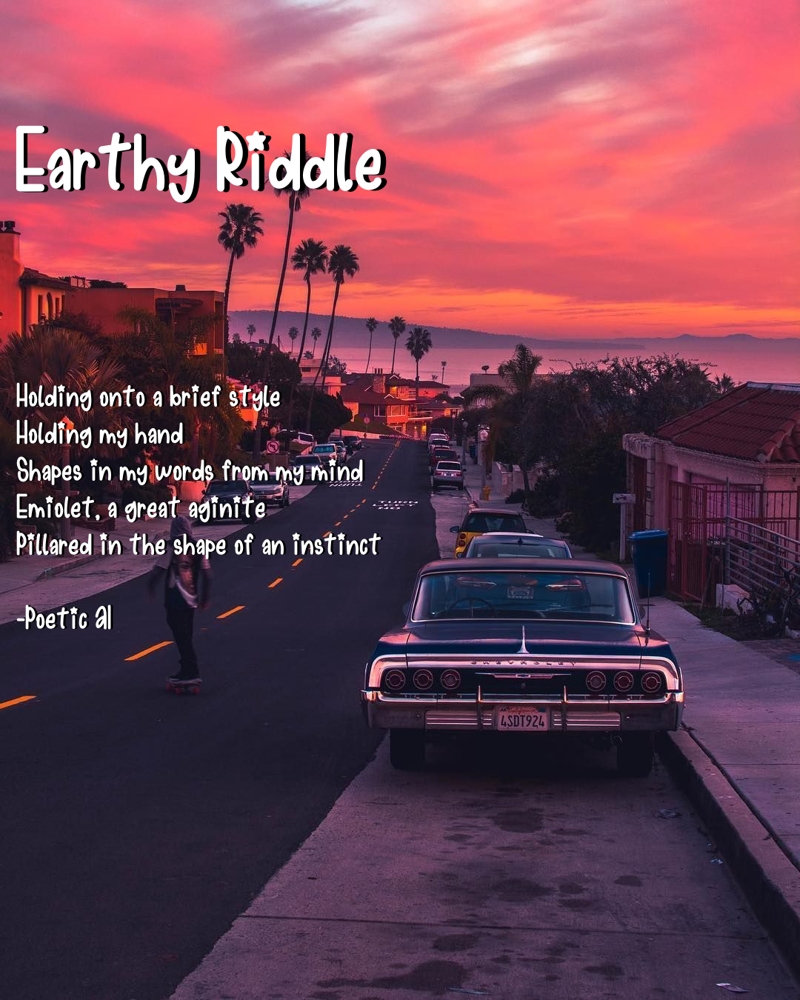 Earthy Riddle
Holding onto a brief style
Holding my hand
Shapes in my words from my mind
Emiolet, a great aginite
Pillared in the shape of an instinct
-Poetic Al
CHEVROLET
4SDT924